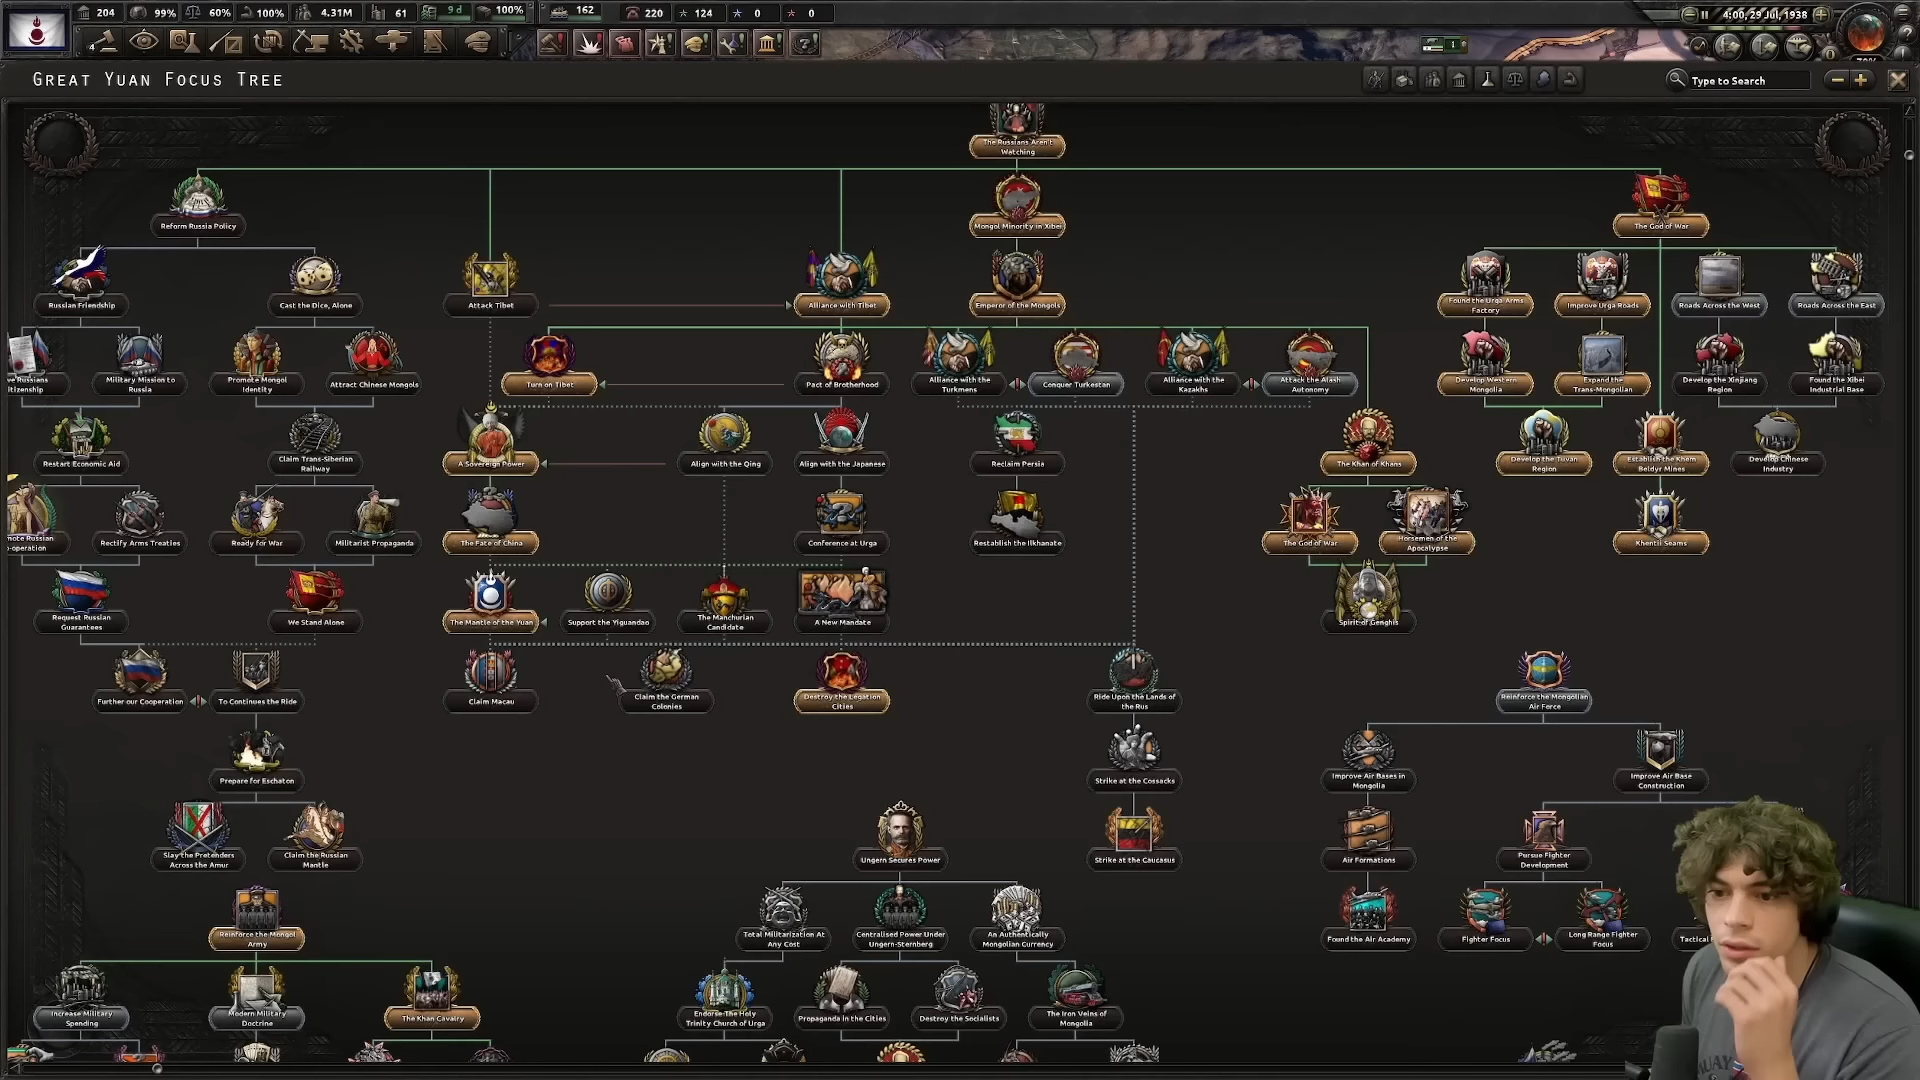 204 99% 60% 100% 4.31M 61 9 d 100% 162 220 124 0 0
4:00, 29 Jul, 1938
4
1
0
GREAT YUAN FOCUS TREE
Type to Search
The Russians Aren't
Watching
Reform Russia Policy
Mongol Minority in Xibei
The God of War
Russian Friendship
Cast the Dice, Alone
Attack Tibet
Alliance with Tibet
Emperor of the Mongols
Found the Urga Arms
Factory
Improve Urga Roads
Roads Across the West
Roads Across the East
Military Mission to
Russia
Promote Mongol
Identity
Attract Chinese Mongols
Turn on Tibet
Pact of Brotherhood
Alliance with the
Turkmens
Conquer Turkestan
Alliance with the
Kazakhs
Attack the Alash
Autonomy
Develop Western
Mongolia
Expand the
Trans-Mongolian
Develop the Xinjiang
Region
Found the Xibei
Industrial Base
Restart Economic Aid
Claim Trans-Siberian
Railway
A Sovereign Power
Align with the Qing
Align with the Japanese
Reclaim Persia
The Khan of Khans
Develop the Tuvan
Region
Establish the Khem
Beldyr Mines
Develop Chinese
Industry
Rectify Arms Treaties
Ready for War
Militarist Propaganda
The Fate of China
Conference at Urga
Restablish the Ilkhanate
The God of War
Horsemen of the
Apocalypse
Khentii Seams
Request Russian
Guarantees
We Stand Alone
The Mantle of the Yuan
Support the Yiguandao
The Manchurian
Candidate
A New Mandate
Spirit of Genghis
Further our Cooperation
To Continues the Ride
Claim Macau
Claim the German
Colonies
Destroy the Legation
Cities
Ride Upon the Lands of
the Rus
Reinforce the Mongolian
Air Force
Prepare for Eschaton
Strike at the Cossacks
Improve Air Bases in
Mongolia
Improve Air Base
Construction
Slay the Pretenders
Across the Amur
Claim the Russian
Mantle
Ungern Secures Power
Strike at the Caucasus
Air Formations
Pursue Fighter
Development
Reinforce the Mongol
Army
Total Militarization At
Any Cost
Centralised Power Under
Ungern-Sternberg
An Authentically
Mongolian Currency
Found the Air Academy
Fighter Focus
Long Range Fighter
Focus
Increase Military
Spending
Modern Military
Doctrine
The Khan Cavalry
Endorse The Holy
Trinity Church of Urga
Propaganda in the Cities
Destroy the Socialists
The Iron Veins of
Mongolia